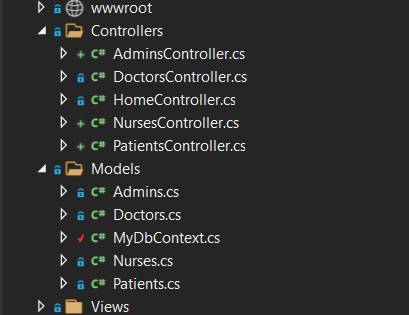 wwwroot
Controllers
C# AdminsController.cs
C# DoctorsController.cs
C# HomeController.cs
C# NursesController.cs
C# PatientsController.cs
Models
C# Admins.cs
C# Doctors.cs
C# MyDbContext.cs
C# Nurses.cs
C# Patients.cs
Views